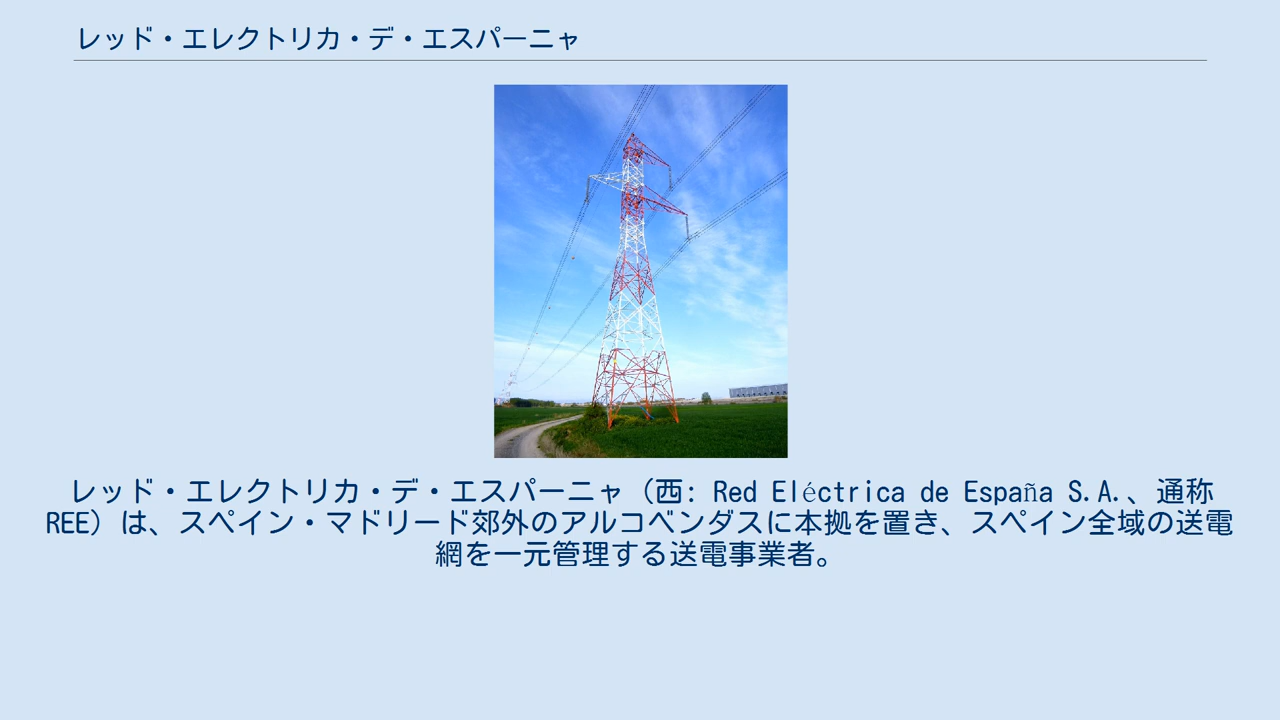 レッド・エレクトリカ・デ・エスパーニャ
レッド・エレクトリカ・デ・エスパーニャ（西: Red Eléctrica de España S.A.、通称
REE）は、スペイン・マドリード郊外のアルコベンダスに本拠を置き、スペイン全域の送電
網を一元管理する送電事業者。